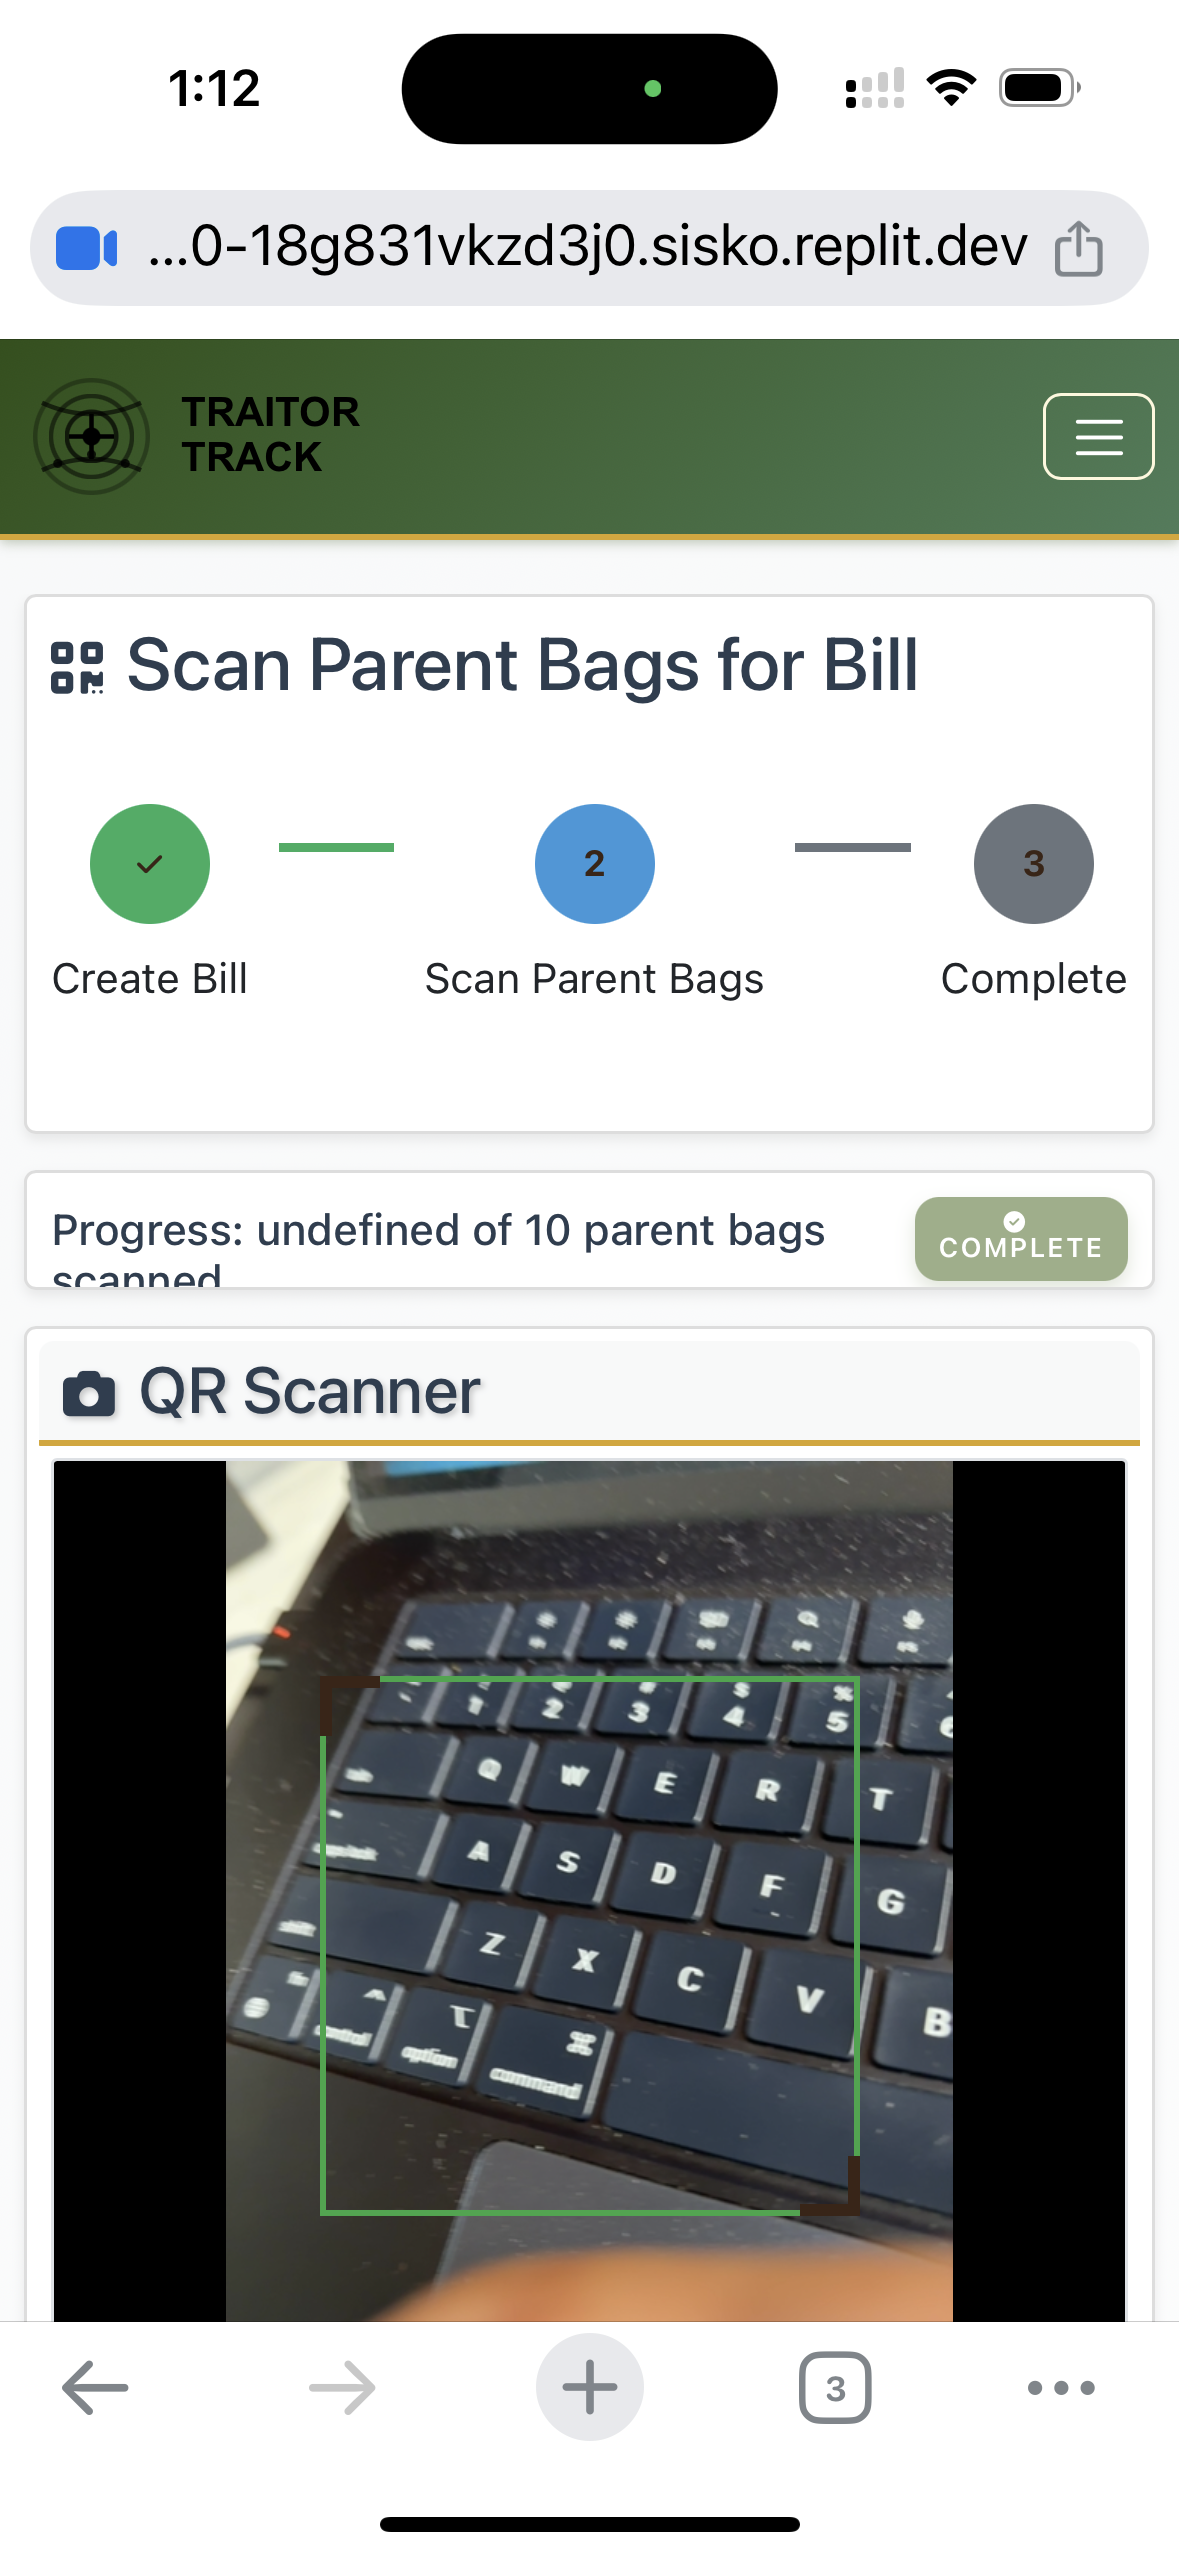 1:12
...0-18g831vkzd3j0.sisko.replit.dev
TRAITOR
TRACK
Scan Parent Bags for Bill
2
3
Create Bill
Scan Parent Bags
Complete
Progress: undefined of 10 parent bags
scanned
COMPLETE
QR Scanner
1 2 3 $ 4 % 5
Q W E R T
A S D F G
Z X C V B
control option command
3